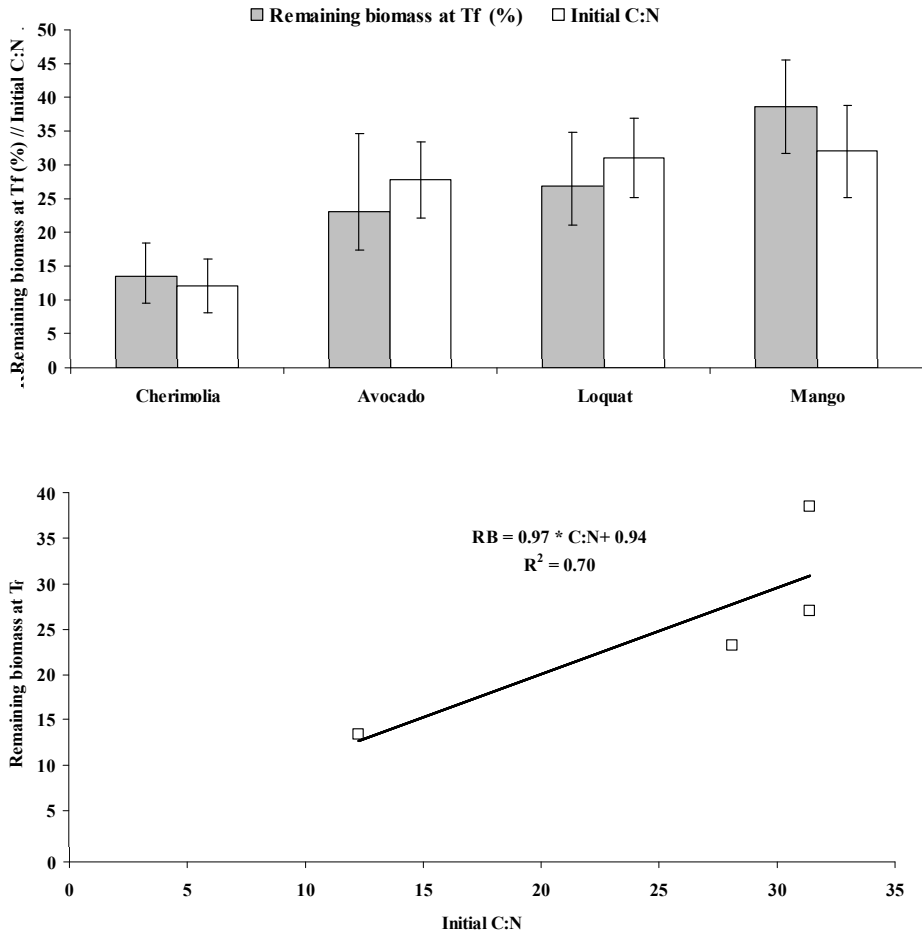 Remaining biomass at Tf (%) Initial C:N
Remaining biomass at Tf (%) // Initial C:N
50
45
40
35
30
25
20
15
10
5
0
Cherimolia Avocado Loquat Mango
40
35
30
25
20
15
10
5
0
Remaining biomass at Tf
RB = 0.97 * C:N+ 0.94
R² = 0.70
0 5 10 15 20 25 30 35
Initial C:N